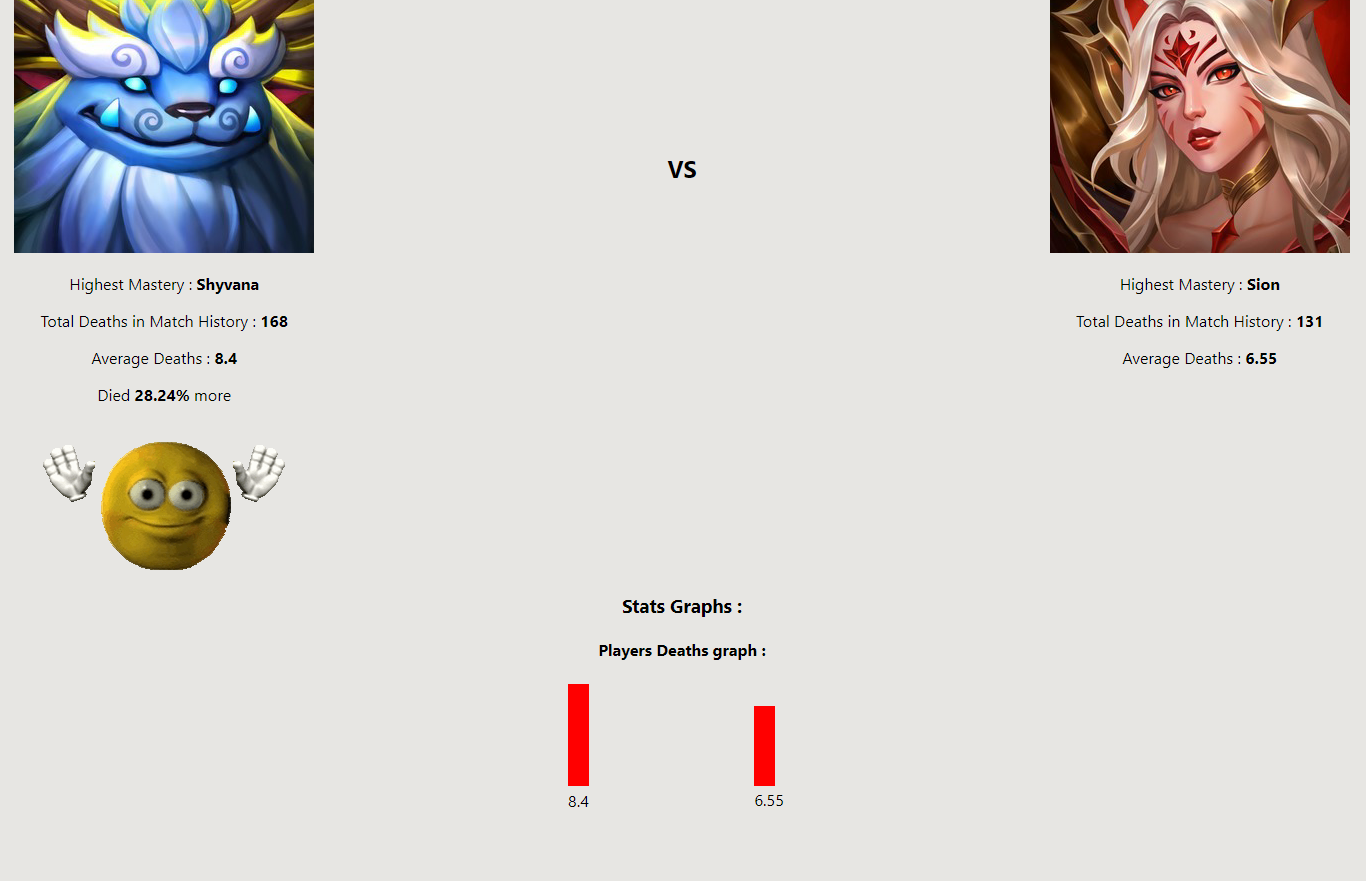 VS
Highest Mastery : Shyvana
Total Deaths in Match History : 168
Average Deaths : 8.4
Died 28.24% more
Highest Mastery : Sion
Total Deaths in Match History : 131
Average Deaths : 6.55
Stats Graphs :
Players Deaths graph :
8.4
6.55